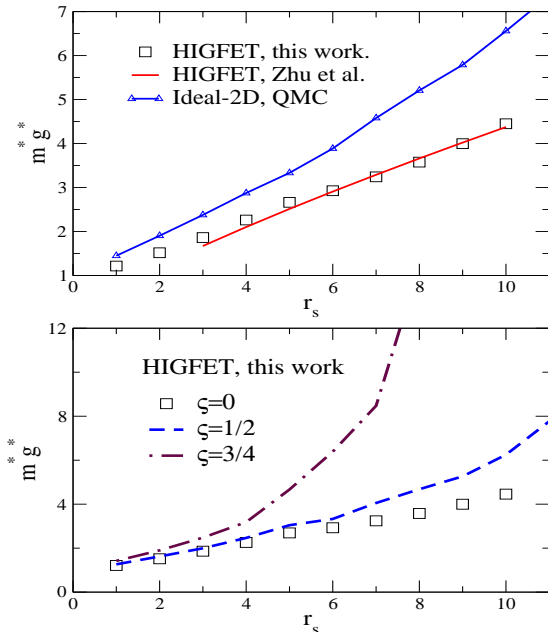 7
6
5
4
3
2
1
m*g*
HIGFET, this work.
HIGFET, Zhu et al.
Ideal-2D, QMC
0 2 4 6 8 10
r_s
12
8
4
0
m*g*
HIGFET, this work
ς=0
ς=1/2
ς=3/4
0 2 4 6 8 10
r_s